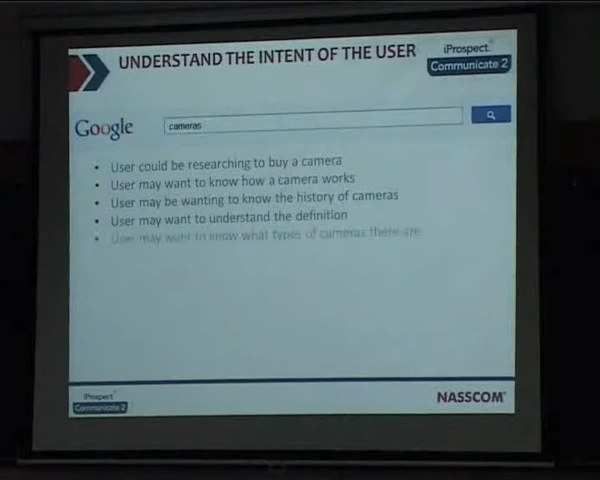 UNDERSTAND THE INTENT OF THE USER
iProspect
Communicate 2
Google
cameras
• User could be researching to buy a camera
• User may want to know how a camera works
• User may be wanting to know the history of cameras
• User may want to understand the definition
• User may want to know what types of cameras there are
iProspect
Communicate 2
NASSCOM®